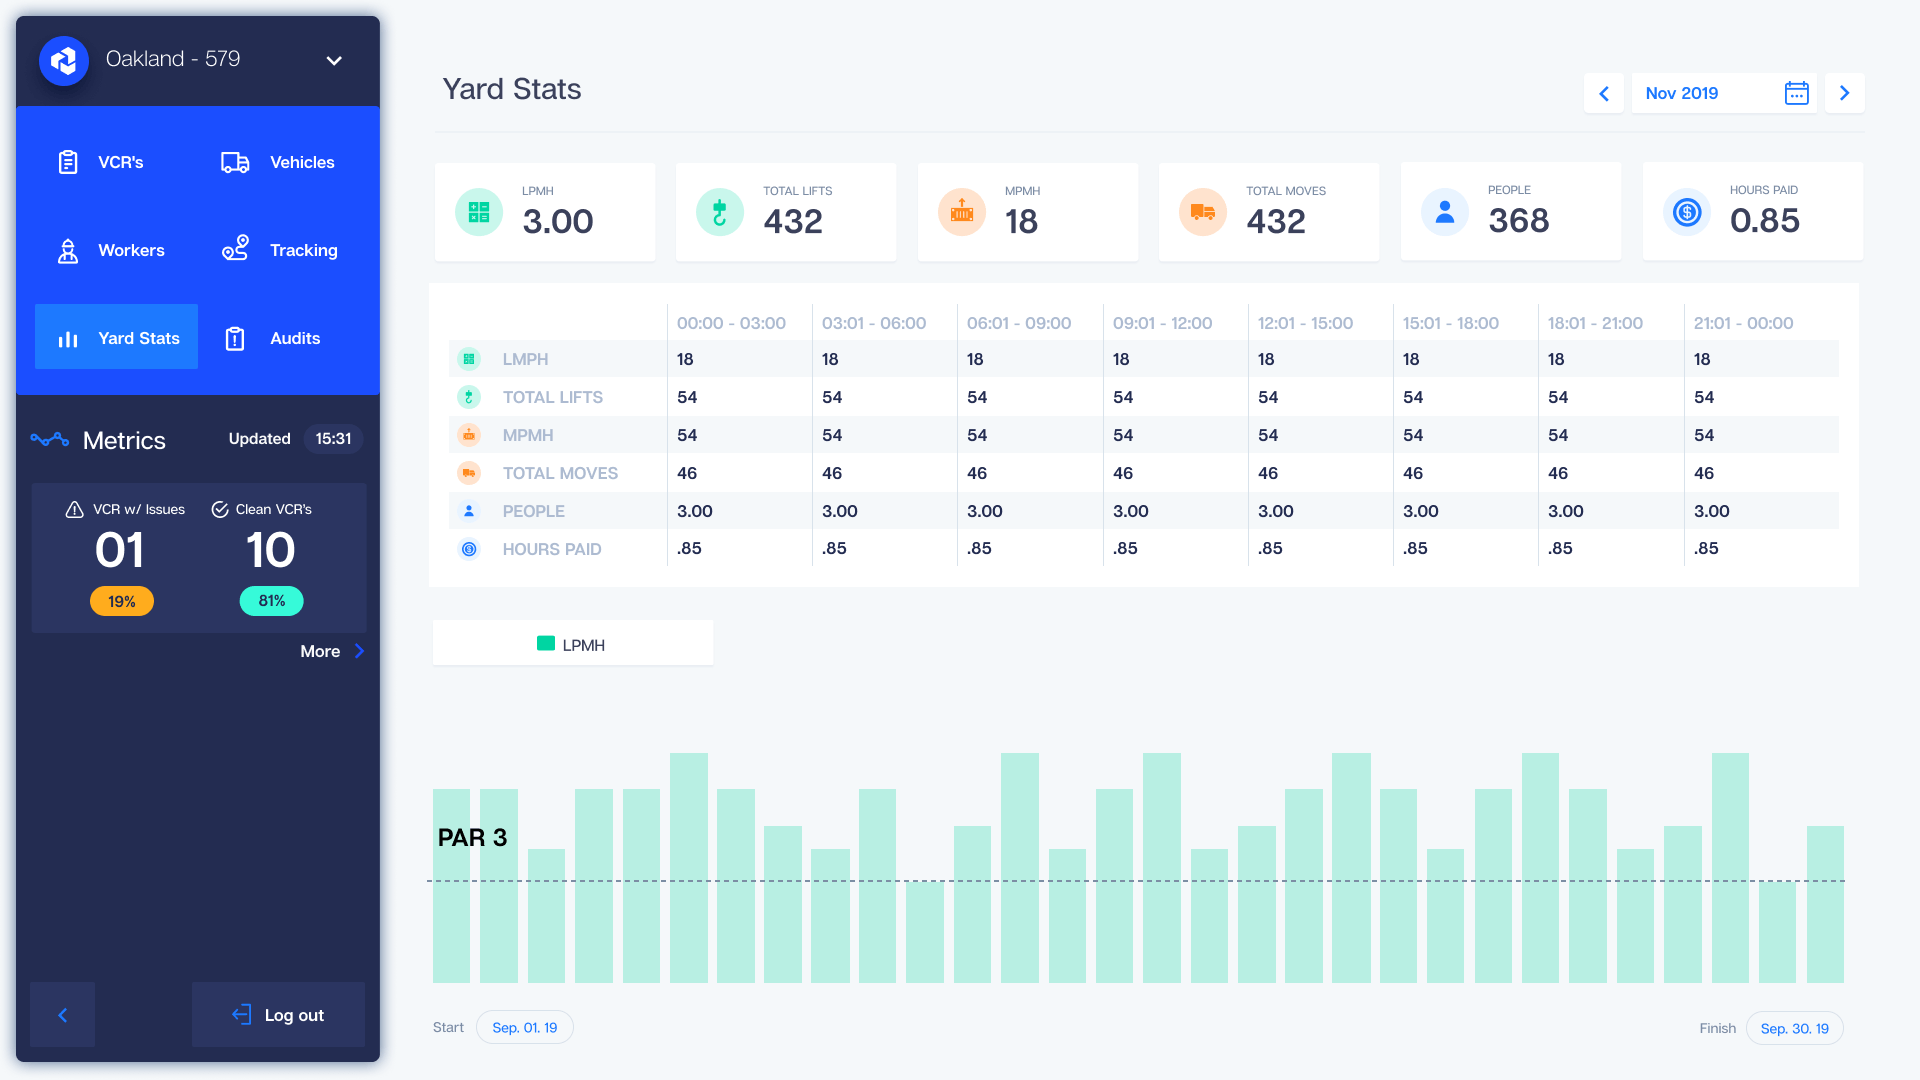 Oakland - 579
VCR's
Vehicles
Workers
Tracking
Yard Stats
Audits
Metrics
Updated 15:31
VCR w/ Issues
Clean VCR's
01
10
19%
81%
More
Log out
Yard Stats
Nov 2019
LPMH
3.00
TOTAL LIFTS
432
MPMH
18
TOTAL MOVES
432
PEOPLE
368
HOURS PAID
0.85
00:00 - 03:00 03:01 - 06:00 06:01 - 09:00 09:01 - 12:00 12:01 - 15:00 15:01 - 18:00 18:01 - 21:00 21:01 - 00:00
LMPH 18 18 18 18 18 18 18 18
TOTAL LIFTS 54 54 54 54 54 54 54 54
MPMH 54 54 54 54 54 54 54 54
TOTAL MOVES 46 46 46 46 46 46 46 46
PEOPLE 3.00 3.00 3.00 3.00 3.00 3.00 3.00 3.00
HOURS PAID .85 .85 .85 .85 .85 .85 .85 .85
LPMH
PAR 3
Start Sep. 01. 19
Finish Sep. 30. 19